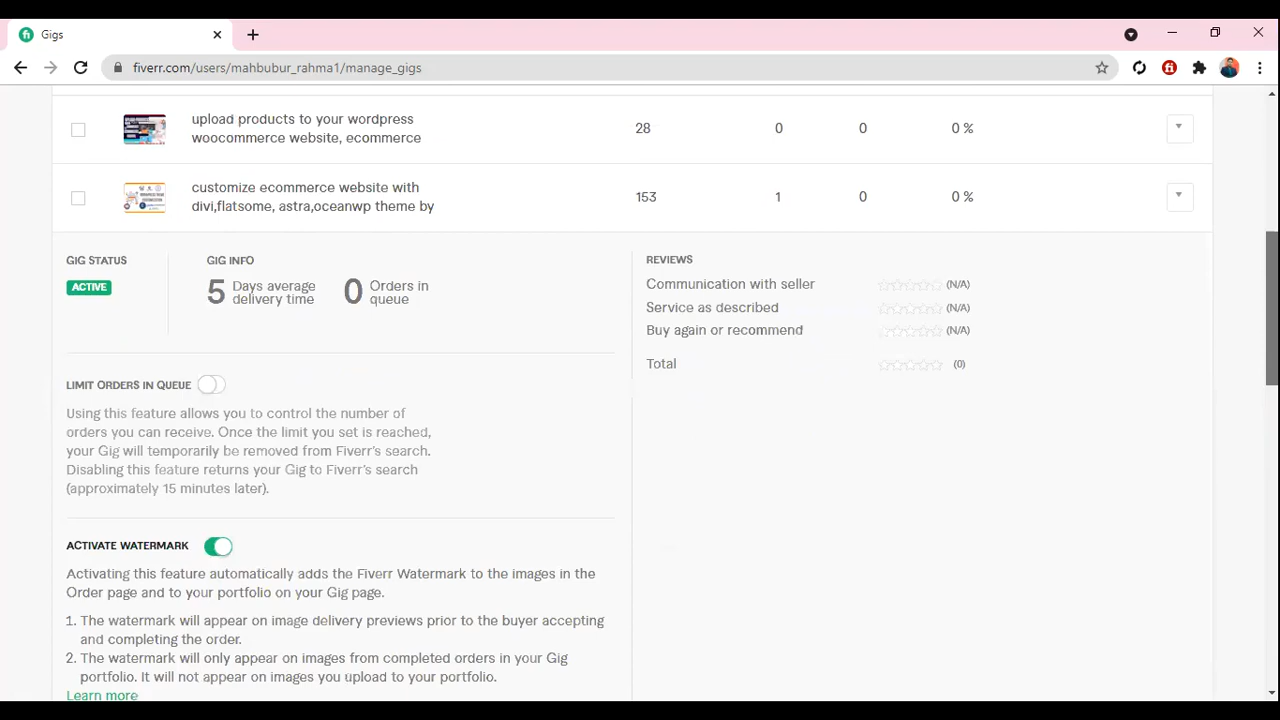 Gigs
fiverr.com/users/mahbubur_rahma1/manage_gigs
upload products to your wordpress
woocommerce website, ecommerce
28 0 0 0 %
customize ecommerce website with
divi,flatsome, astra,oceanwp theme by
153 1 0 0 %
GIG STATUS
ACTIVE
GIG INFO
5 Days average
delivery time
0 Orders in
queue
REVIEWS
Communication with seller (N/A)
Service as described (N/A)
Buy again or recommend (N/A)
Total (0)
LIMIT ORDERS IN QUEUE
Using this feature allows you to control the number of
orders you can receive. Once the limit you set is reached,
your Gig will temporarily be removed from Fiverr's search.
Disabling this feature returns your Gig to Fiverr's search
(approximately 15 minutes later).
ACTIVATE WATERMARK
Activating this feature automatically adds the Fiverr Watermark to the images in the
Order page and to your portfolio on your Gig page.
1. The watermark will appear on image delivery previews prior to the buyer accepting
and completing the order.
2. The watermark will only appear on images from completed orders in your Gig
portfolio. It will not appear on images you upload to your portfolio.
Learn more